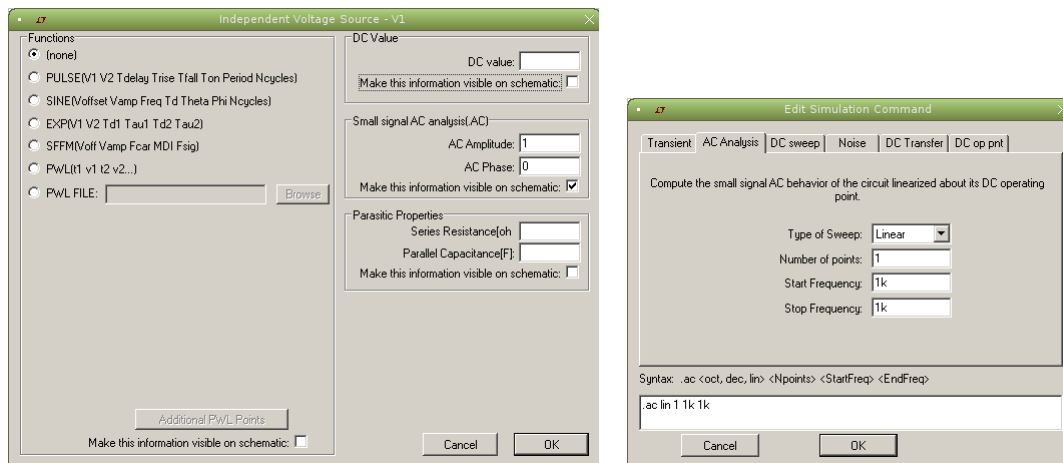 Independent Voltage Source - V1
Functions
(none)
PULSE(V1 V2 Tdelay Trise Tfall Ton Period Ncycles)
SINE(Voffset Vamp Freq Td Theta Phi Ncycles)
EXP(V1 V2 Td1 Tau1 Td2 Tau2)
SFFM(Voff Vamp Fcar MDI Fsig)
PWL(t1 v1 t2 v2...)
PWL FILE: Browse
Additional PWL Points
Make this information visible on schematic:
DC Value
DC value:
Make this information visible on schematic:
Small signal AC analysis(.AC)
AC Amplitude: 1
AC Phase: 0
Make this information visible on schematic:
Parasitic Properties
Series Resistance[oh
Parallel Capacitance[F]:
Make this information visible on schematic:
Cancel OK
Edit Simulation Command
Transient AC Analysis DC sweep Noise DC Transfer DC op pnt
Compute the small signal AC behavior of the circuit linearized about its DC operating
point.
Type of Sweep: Linear
Number of points: 1
Start Frequency: 1k
Stop Frequency: 1k
Syntax: .ac <oct, dec, lin> <Npoints> <StartFreq> <EndFreq>
.ac lin 1 1k 1k
Cancel OK